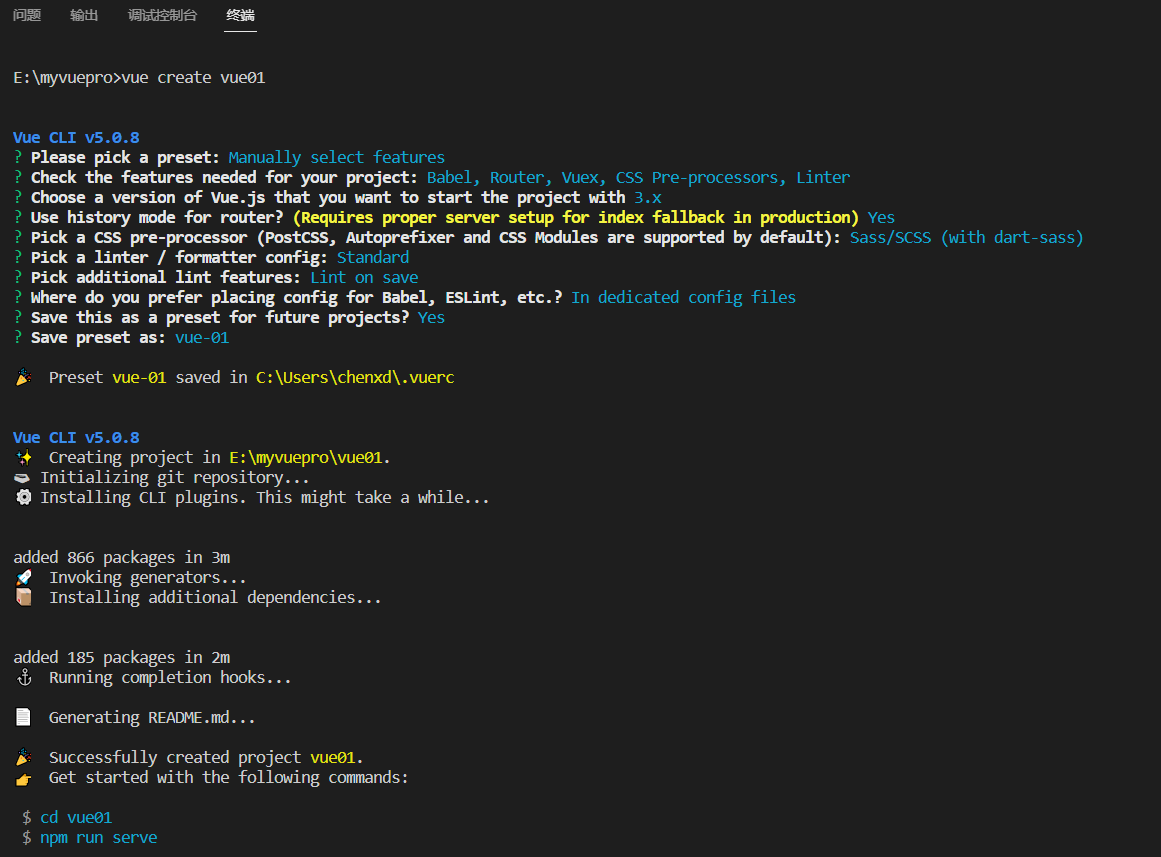 问题 输出 调试控制台 终端
E:\myvuepro>vue create vue01
Vue CLI v5.0.8
? Please pick a preset: Manually select features
? Check the features needed for your project: Babel, Router, Vuex, CSS Pre-processors, Linter
? Choose a version of Vue.js that you want to start the project with 3.x
? Use history mode for router? (Requires proper server setup for index fallback in production) Yes
? Pick a CSS pre-processor (PostCSS, Autoprefixer and CSS Modules are supported by default): Sass/SCSS (with dart-sass)
? Pick a linter / formatter config: Standard
? Pick additional lint features: Lint on save
? Where do you prefer placing config for Babel, ESLint, etc.? In dedicated config files
? Save this as a preset for future projects? Yes
? Save preset as: vue-01
🎉 Preset vue-01 saved in C:\Users\chenxd\.vuerc
Vue CLI v5.0.8
✨ Creating project in E:\myvuepro\vue01.
Initializing git repository...
⚙️ Installing CLI plugins. This might take a while...
added 866 packages in 3m
🚀 Invoking generators...
📦 Installing additional dependencies...
added 185 packages in 2m
⚓ Running completion hooks...
📄 Generating README.md...
🎉 Successfully created project vue01.
👉 Get started with the following commands:
$ cd vue01
$ npm run serve